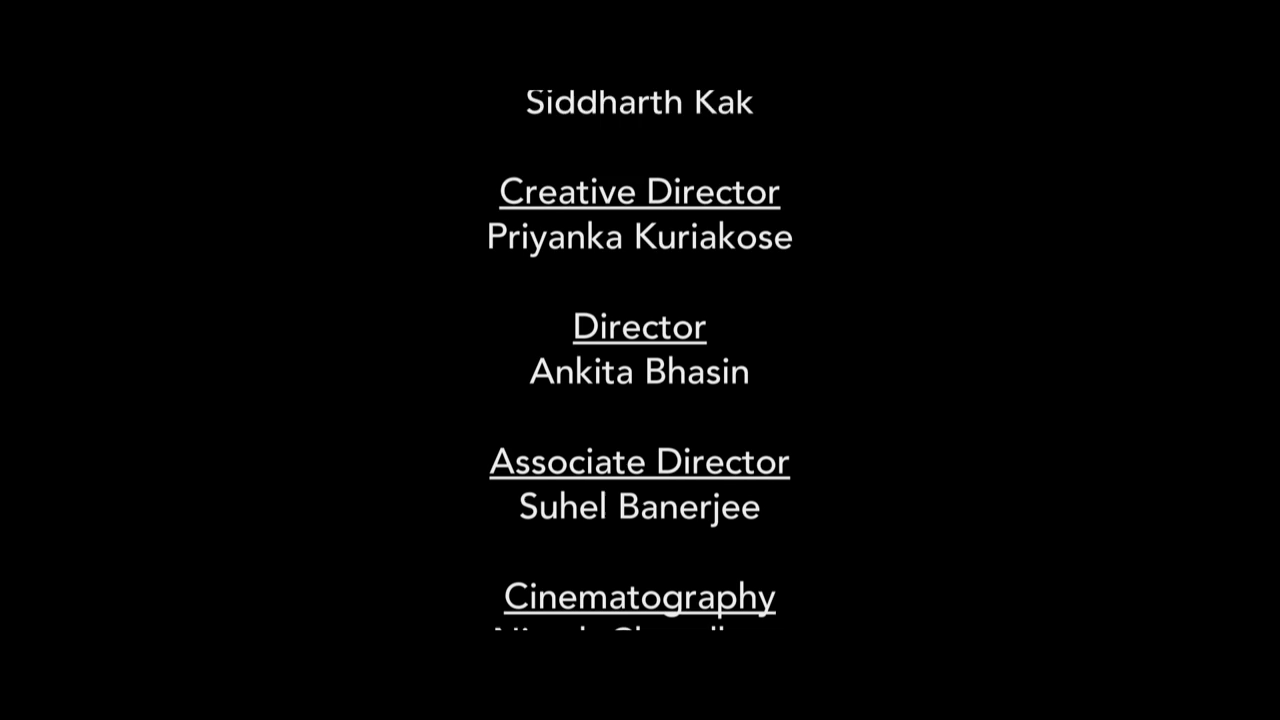 Siddharth Kak
Creative Director
Priyanka Kuriakose
Director
Ankita Bhasin
Associate Director
Suhel Banerjee
Cinematography